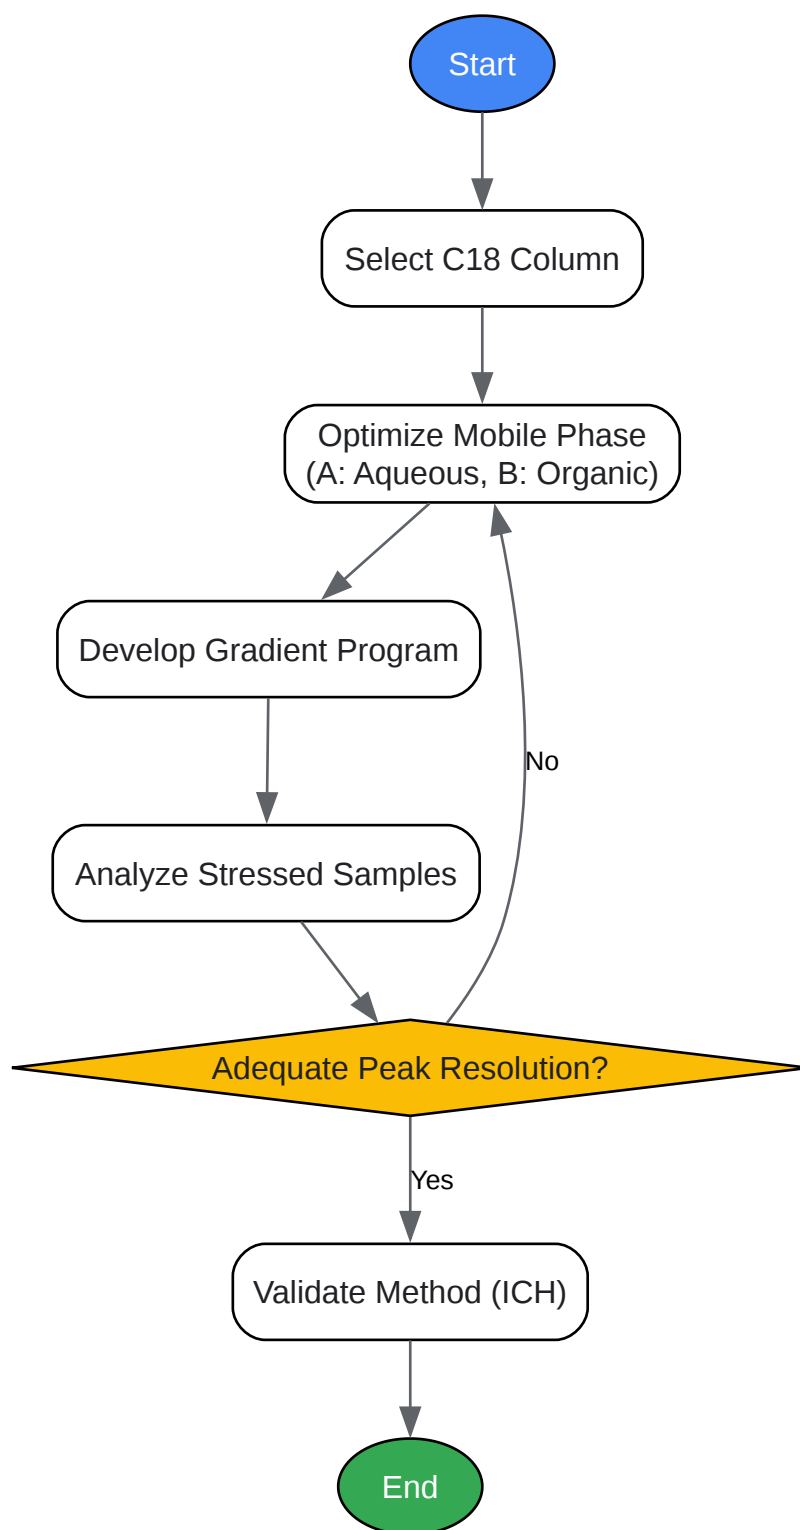 Start
Select C18 Column
Optimize Mobile Phase
(A: Aqueous, B: Organic)
Develop Gradient Program
No
Analyze Stressed Samples
Adequate Peak Resolution?
Yes
Validate Method (ICH)
End